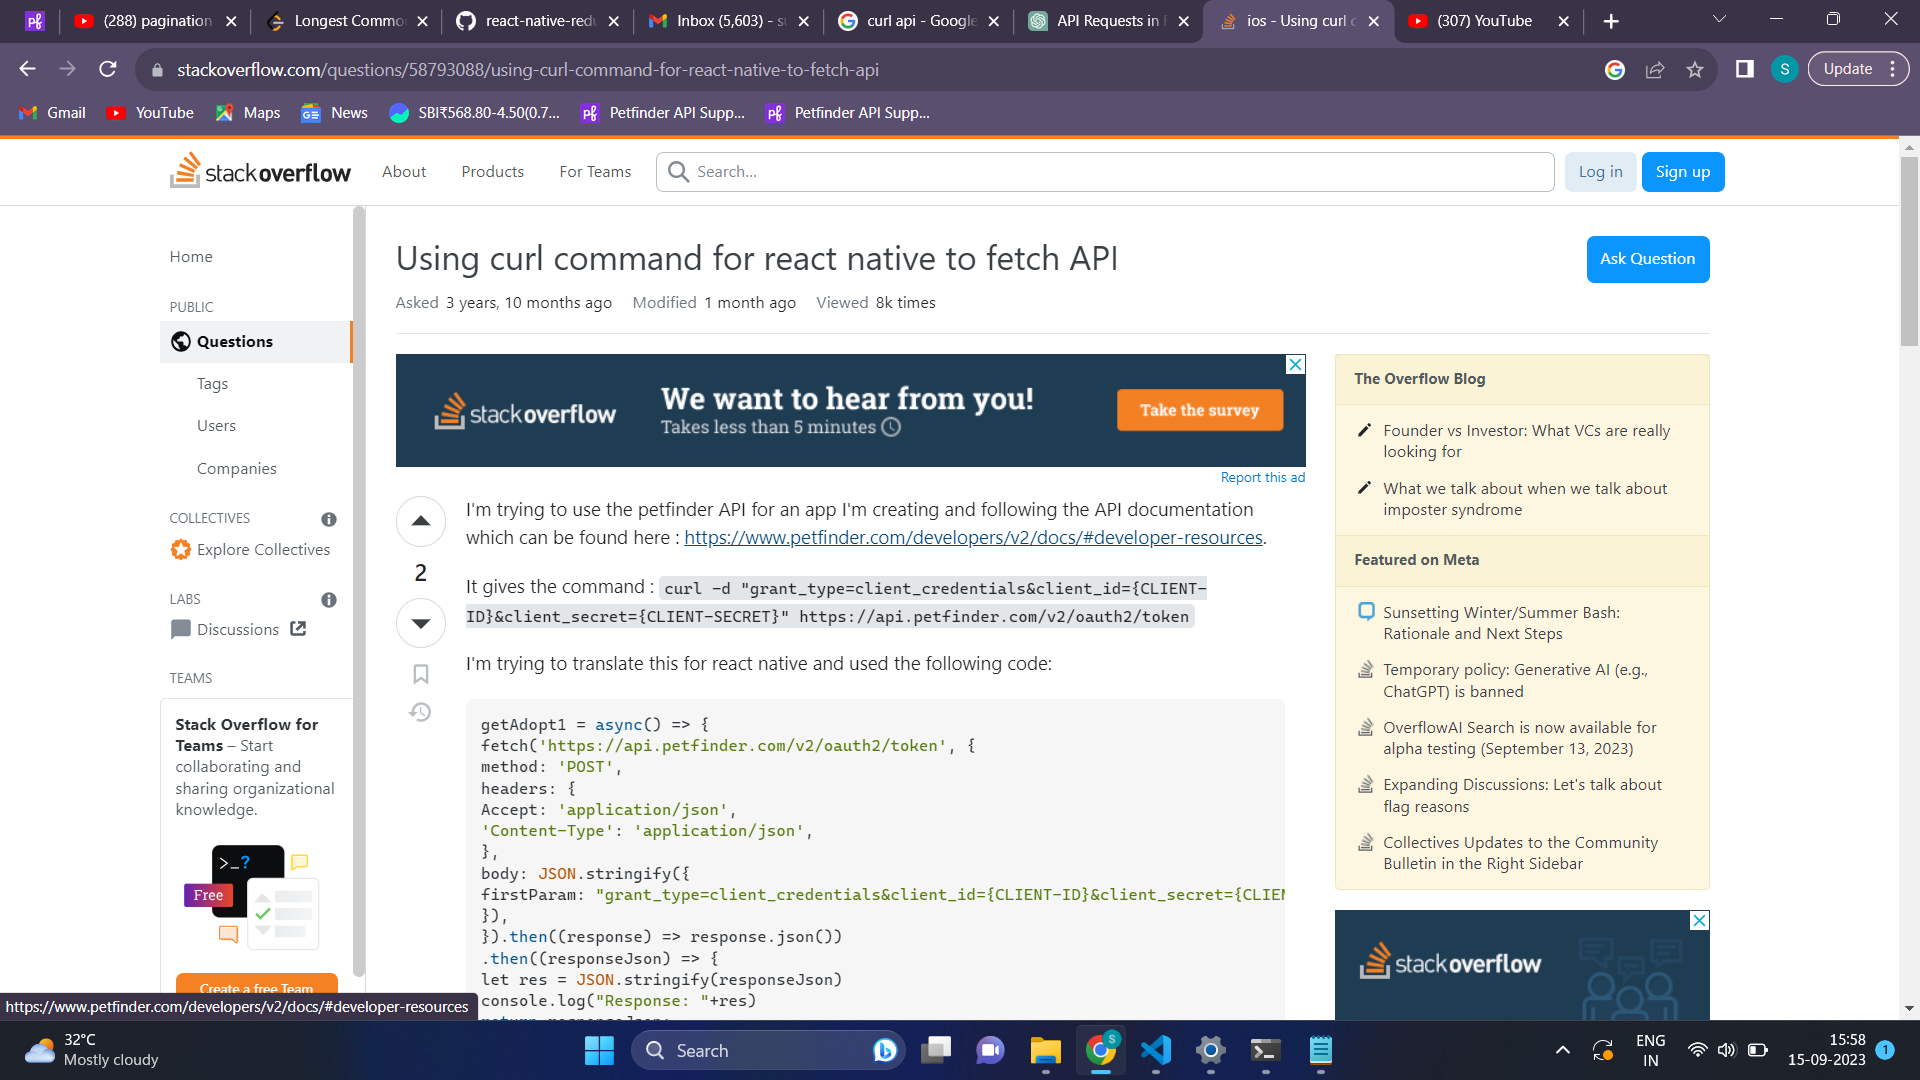 (288) pagination
Longest Commo
react-native-redu
Inbox (5,603) - su
curl api - Google
API Requests in F
ios - Using curl c
(307) YouTube
stackoverflow.com/questions/58793088/using-curl-command-for-react-native-to-fetch-api
S
Update
Gmail
YouTube
Maps
News
SBI₹568.80-4.50(0.7...
Petfinder API Supp...
Petfinder API Supp...
stackoverflow
About
Products
For Teams
Search...
Log in
Sign up
Home
PUBLIC
Questions
Tags
Users
Companies
COLLECTIVES
Explore Collectives
LABS
Discussions
TEAMS
Stack Overflow for
Teams – Start
collaborating and
sharing organizational
knowledge.
>_?
Free
Create a free Team
Using curl command for react native to fetch API
Ask Question
Asked 3 years, 10 months ago Modified 1 month ago Viewed 8k times
stackoverflow
We want to hear from you!
Takes less than 5 minutes
Take the survey
Report this ad
2
I'm trying to use the petfinder API for an app I'm creating and following the API documentation
which can be found here : https://www.petfinder.com/developers/v2/docs/#developer-resources.
It gives the command : curl -d "grant_type=client_credentials&client_id={CLIENT-
ID}&client_secret={CLIENT-SECRET}" https://api.petfinder.com/v2/oauth2/token
I'm trying to translate this for react native and used the following code:
getAdopt1 = async() => {
fetch('https://api.petfinder.com/v2/oauth2/token', {
method: 'POST',
headers: {
Accept: 'application/json',
'Content-Type': 'application/json',
},
body: JSON.stringify({
firstParam: "grant_type=client_credentials&client_id={CLIENT-ID}&client_secret={CLIEN
}),
}).then((response) => response.json())
.then((responseJson) => {
let res = JSON.stringify(responseJson)
console.log("Response: "+res)
return responseJson;
The Overflow Blog
Founder vs Investor: What VCs are really
looking for
What we talk about when we talk about
imposter syndrome
Featured on Meta
Sunsetting Winter/Summer Bash:
Rationale and Next Steps
Temporary policy: Generative AI (e.g.,
ChatGPT) is banned
OverflowAI Search is now available for
alpha testing (September 13, 2023)
Expanding Discussions: Let's talk about
flag reasons
Collectives Updates to the Community
Bulletin in the Right Sidebar
stackoverflow
https://www.petfinder.com/developers/v2/docs/#developer-resources
32°C
Mostly cloudy
Search
S
ENG
IN
15:58
15-09-2023
1